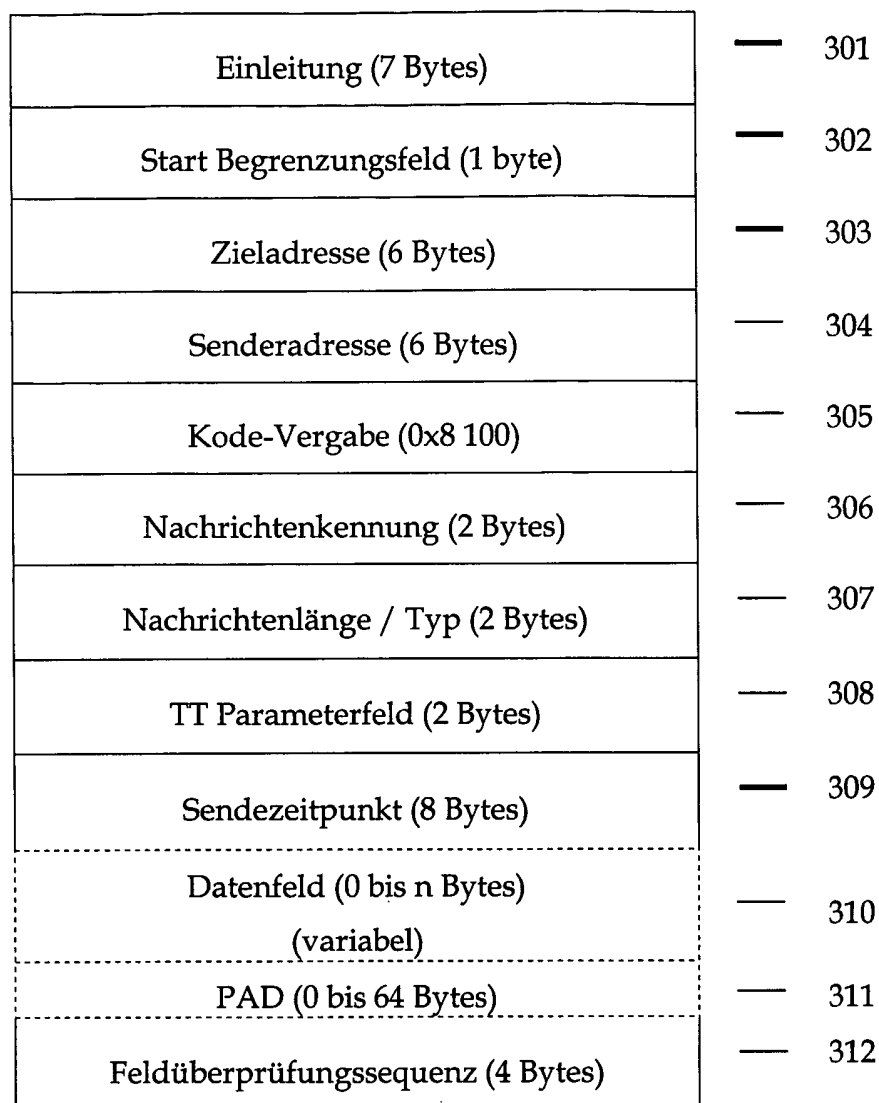 Einleitung (7 Bytes) 301
Start Begrenzungsfeld (1 byte) 302
Zieladresse (6 Bytes) 303
Senderadresse (6 Bytes) 304
Kode-Vergabe (0x8 100) 305
Nachrichtenkennung (2 Bytes) 306
Nachrichtenlänge / Typ (2 Bytes) 307
TT Parameterfeld (2 Bytes) 308
Sendezeitpunkt (8 Bytes) 309
Datenfeld (0 bis n Bytes)
(variabel) 310
PAD (0 bis 64 Bytes) 311
Feldüberprüfungssequenz (4 Bytes) 312